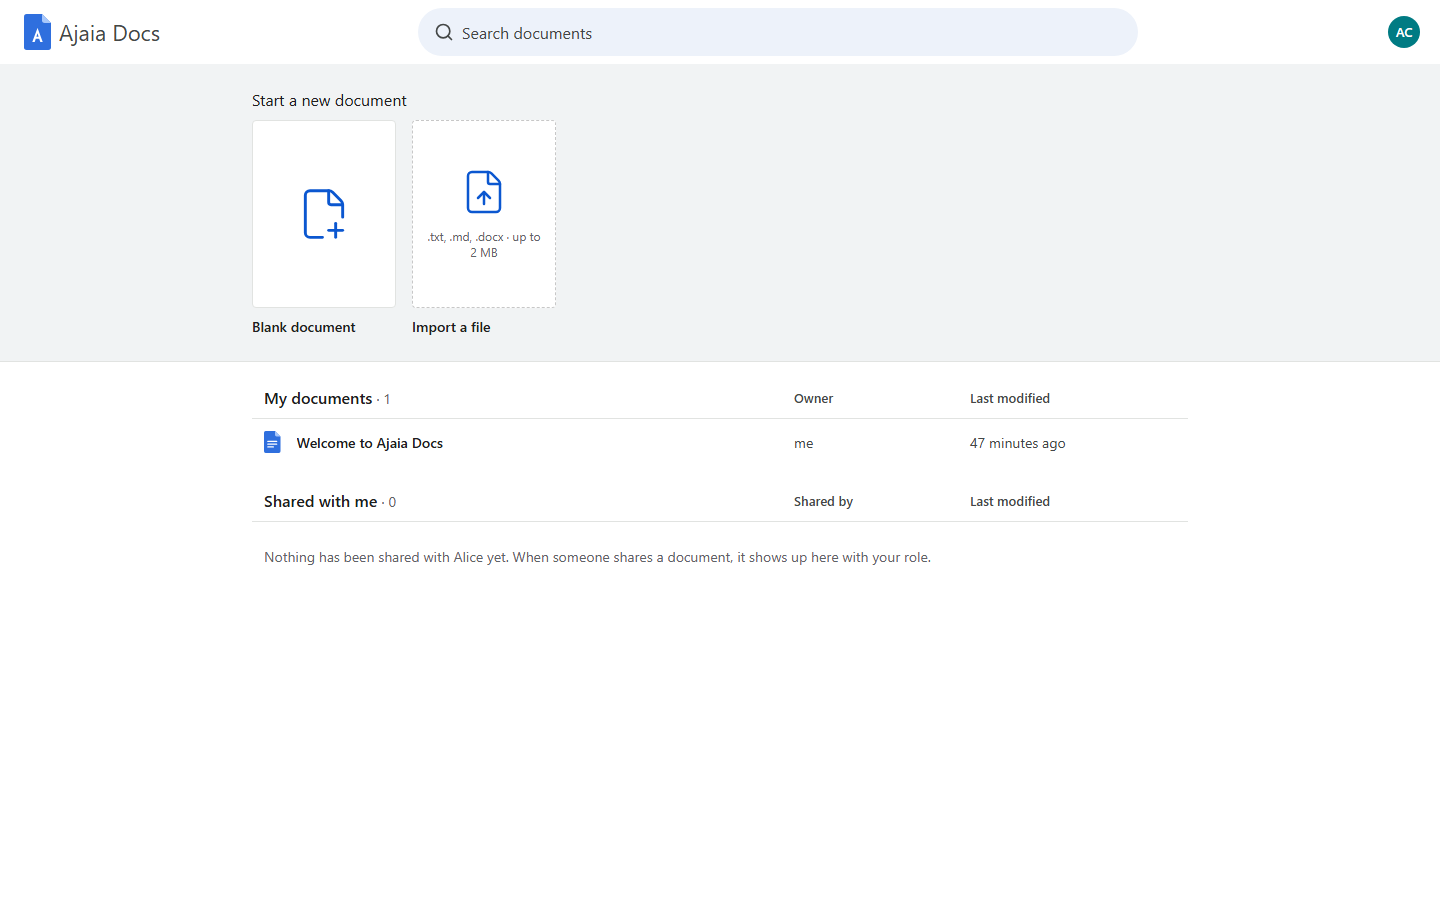 A Ajaia Docs
Search documents
AC
Start a new document
.txt, .md, .docx · up to
2 MB
Blank document
Import a file
My documents · 1
Owner
Last modified
Welcome to Ajaia Docs
me
47 minutes ago
Shared with me · 0
Shared by
Last modified
Nothing has been shared with Alice yet. When someone shares a document, it shows up here with your role.